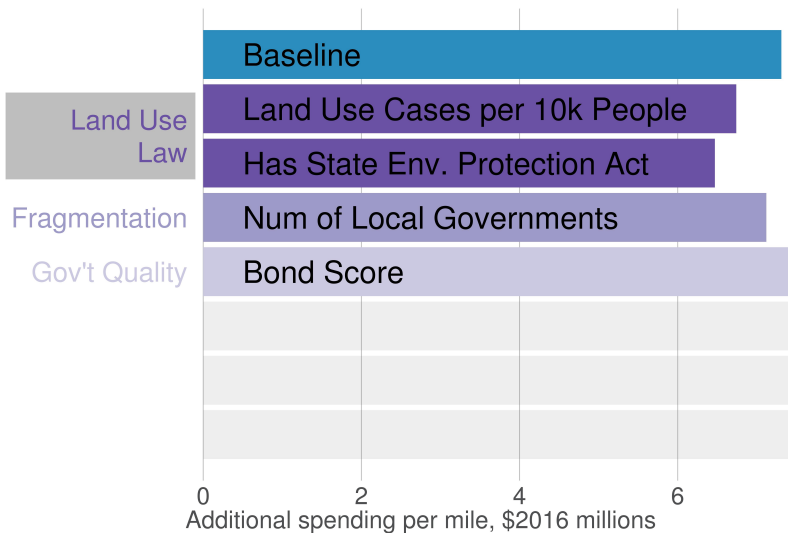 Baseline
Land Use Law
Land Use Cases per 10k People
Has State Env. Protection Act
Fragmentation
Num of Local Governments
Gov't Quality
Bond Score
0 2 4 6
Additional spending per mile, $2016 millions